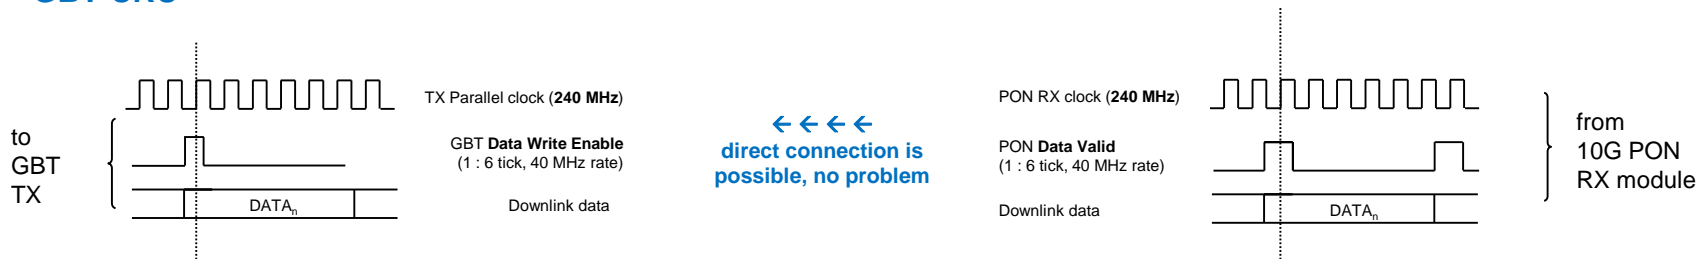 to
GBT
TX
TX Parallel clock (240 MHz)
GBT Data Write Enable
(1 : 6 tick, 40 MHz rate)
DATAn
Downlink data
← ← ← ←
direct connection is
possible, no problem
PON RX clock (240 MHz)
PON Data Valid
(1 : 6 tick, 40 MHz rate)
Downlink data
DATAn
from
10G PON
RX module